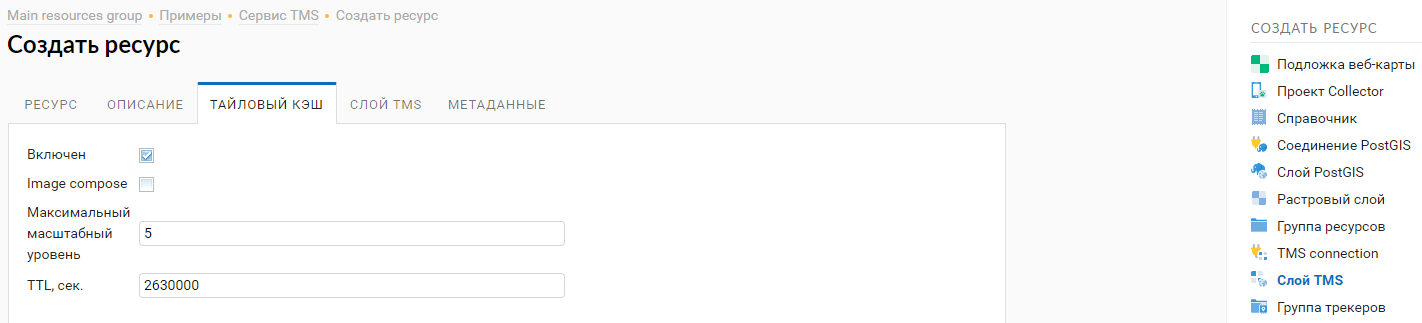 Main resources group • Примеры • Сервис TMS • Создать ресурс
Создать ресурс
РЕСУРС ОПИСАНИЕ ТАЙЛОВЫЙ КЭШ СЛОЙ TMS МЕТАДАННЫЕ
Включен
Image compose
Максимальный
масштабный
уровень
5
TTL, сек.
2630000
СОЗДАТЬ РЕСУРС
Подложка веб-карты
Проект Collector
Справочник
Соединение PostGIS
Слой PostGIS
Растровый слой
Группа ресурсов
TMS connection
Слой TMS
Группа трекеров